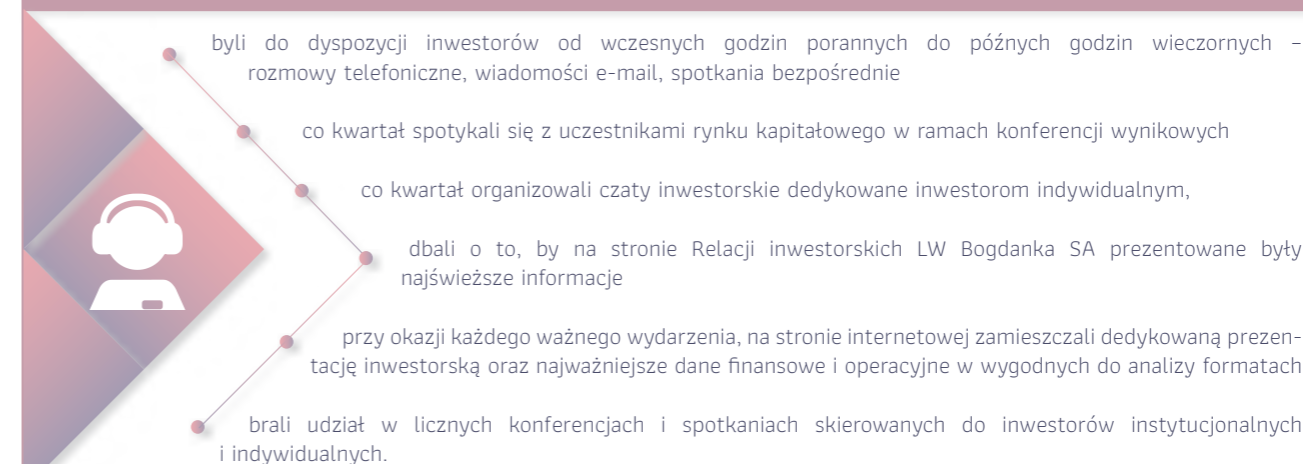 byli do dyspozycji inwestorów od wczesnych godzin porannych do późnych godzin wieczornych –
rozmowy telefoniczne, wiadomości e-mail, spotkania bezpośrednie
co kwartał spotykali się z uczestnikami rynku kapitałowego w ramach konferencji wynikowych
co kwartał organizowali czaty inwestorskie dedykowane inwestorom indywidualnym,
dbali o to, by na stronie Relacji inwestorskich LW Bogdanka SA prezentowane były
najświeższe informacje
przy okazji każdego ważnego wydarzenia, na stronie internetowej zamieszczali dedykowaną prezen-
tację inwestorską oraz najważniejsze dane finansowe i operacyjne w wygodnych do analizy formatach
brali udział w licznych konferencjach i spotkaniach skierowanych do inwestorów instytucjonalnych
i indywidualnych.